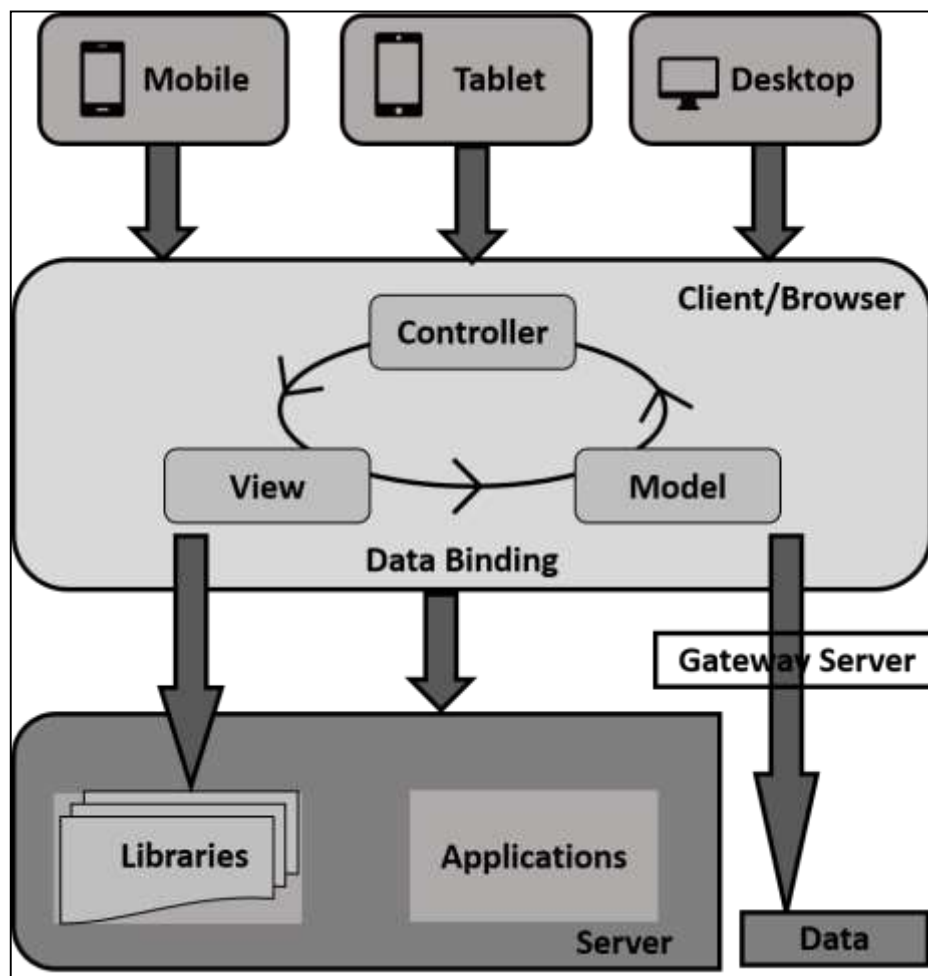 Mobile
Tablet
Desktop
Client/Browser
Controller
View
Model
Data Binding
Gateway Server
Libraries
Applications
Server
Data